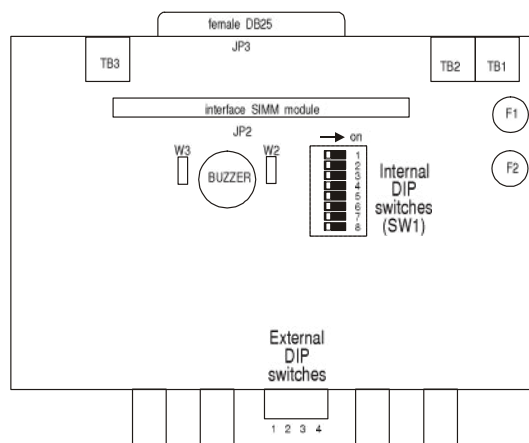 female DB25
JP3
TB3
TB2
TB1
interface SIMM module
F1
JP2
on
W3
W2
BUZZER
1
2
3
4
5
6
7
8
Internal
DIP
switches
(SW1)
F2
External
DIP
switches
1 2 3 4